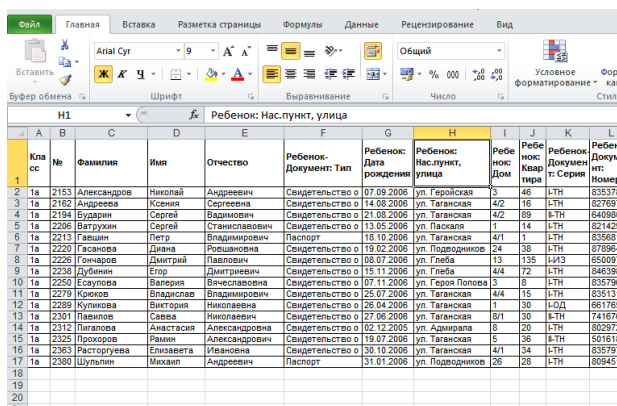 Файл Главная Вставка Разметка страницы Формулы Данные Рецензирование Вид
Arial Cyr 9 Общий
Вставить Ж К Ч % 000 Условное
форматирование
Буфер обмена Шрифт Выравнивание Число
H1 fx Ребенок: Нас.пункт, улица
A B C D E F G H I J K L
1 Класс № Фамилия Имя Отчество Ребенок-Документ: Тип Ребенок: Дата рождения Ребенок: Нас.пункт, улица Ребенок: Дом Ребенок: Квартира Ребенок-Документ: Серия
2 1а 2153 Александров Николай Андреевич Свидетельство о 07.09.2006 ул. Геройская 3 46 I-ТН
3 1а 2162 Андреева Ксения Сергеевна Свидетельство о 14.08.2006 ул. Таганская 4/2 16 I-ТН
4 1а 2194 Бударин Сергей Вадимович Свидетельство о 21.08.2006 ул. Таганская 4/2 89 II-ТН
5 1а 2206 Ватрухин Сергей Станиславович Свидетельство о 13.05.2006 ул. Паскаля 1 14 I-ТН
6 1а 2213 Гавшин Петр Владимирович Паспорт 18.10.2006 ул. Таганская 4/1 1 I-ТН
7 1а 2220 Гасанова Диана Ровшановна Свидетельство о 19.02.2006 ул. Подводников 24 38 I-ТН
8 1а 2226 Гончаров Дмитрий Павлович Свидетельство о 08.07.2006 ул. Глеба 13 135 I-ИЗ
9 1а 2238 Дубинин Егор Дмитриевич Свидетельство о 15.11.2006 ул. Глеба 4/4 72 I-ТН
10 1а 2250 Есаулова Валерия Вячеславовна Свидетельство о 07.11.2006 ул. Героя Попова 3 8 I-ТН
11 1а 2279 Крюков Владислав Владимирович Свидетельство о 25.07.2006 ул. Таганская 4/4 15 I-ТН
12 1а 2289 Куликова Виктория Николаевна Свидетельство о 26.04.2006 ул. Таганская 1 30 I-ОД
13 1а 2301 Павилов Савва Николаевич Свидетельство о 27.06.2006 ул. Таганская 8/1 30 II-ТН
14 1а 2312 Пигалова Анастасия Александровна Свидетельство о 02.12.2005 ул. Адмирала 8 20 I-ТН
15 1а 2325 Прохоров Рамин Александрович Свидетельство о 19.07.2006 ул. Таганская 5 36 II-ТН
16 1а 2363 Расторгуева Елизавета Ивановна Свидетельство о 30.10.2006 ул. Таганская 4/1 34 I-ТН
17 1а 2380 Шульпин Михаил Андреевич Паспорт 31.01.2006 ул. Подводников 26 28 I-ТН
18
19
20